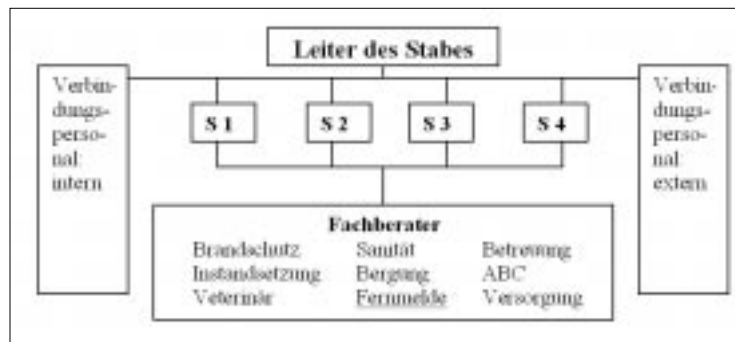 Leiter des Stabes
Verbin-
dungs-
perso-
nal
intern
S 1
S 2
S 3
S 4
Verbin-
dungs-
perso-
nal
extern
Fachberater
Brandschutz Sanität Betreuung
Instandsetzung Bergung ABC
Veterinär Fernmelde Versorgung